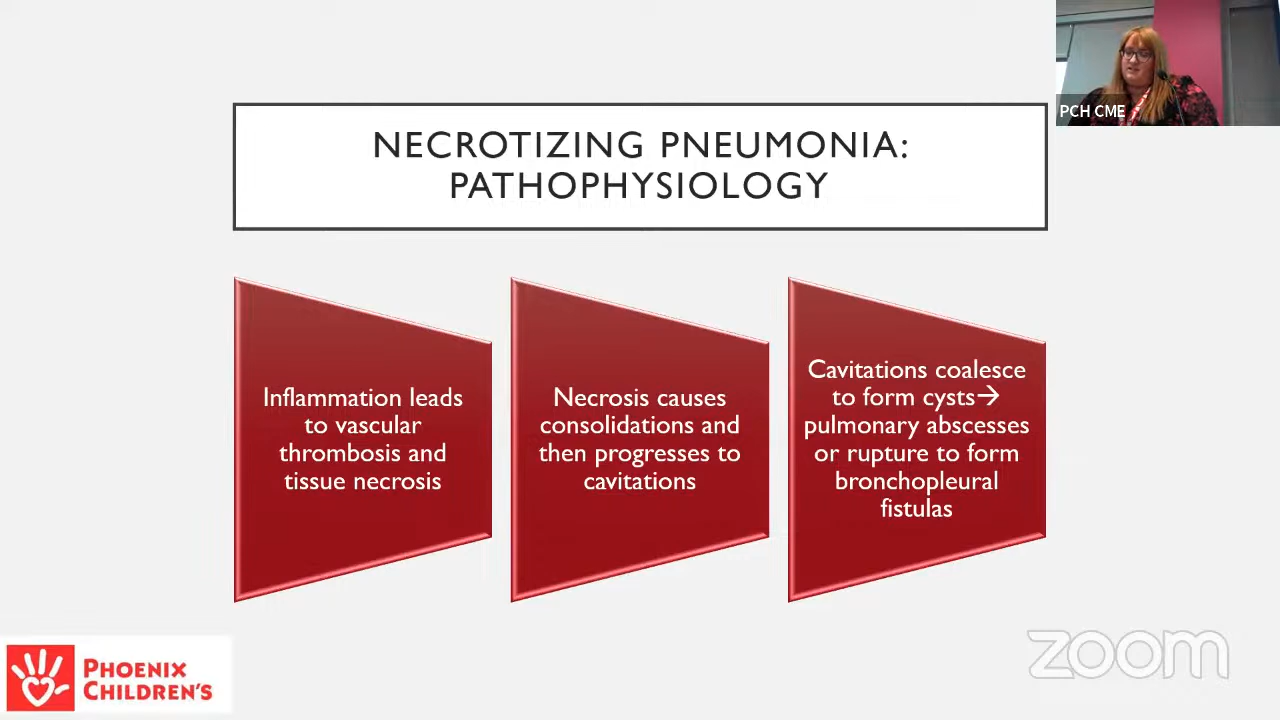 PCH CME
NECROTIZING PNEUMONIA:
PATHOPHYSIOLOGY
Inflammation leads
to vascular
thrombosis and
tissue necrosis
Necrosis causes
consolidations and
then progresses to
cavitations
Cavitations coalesce
to form cysts→
pulmonary abscesses
or rupture to form
bronchopleural
fistulas
PHOENIX
CHILDREN'S
zoom